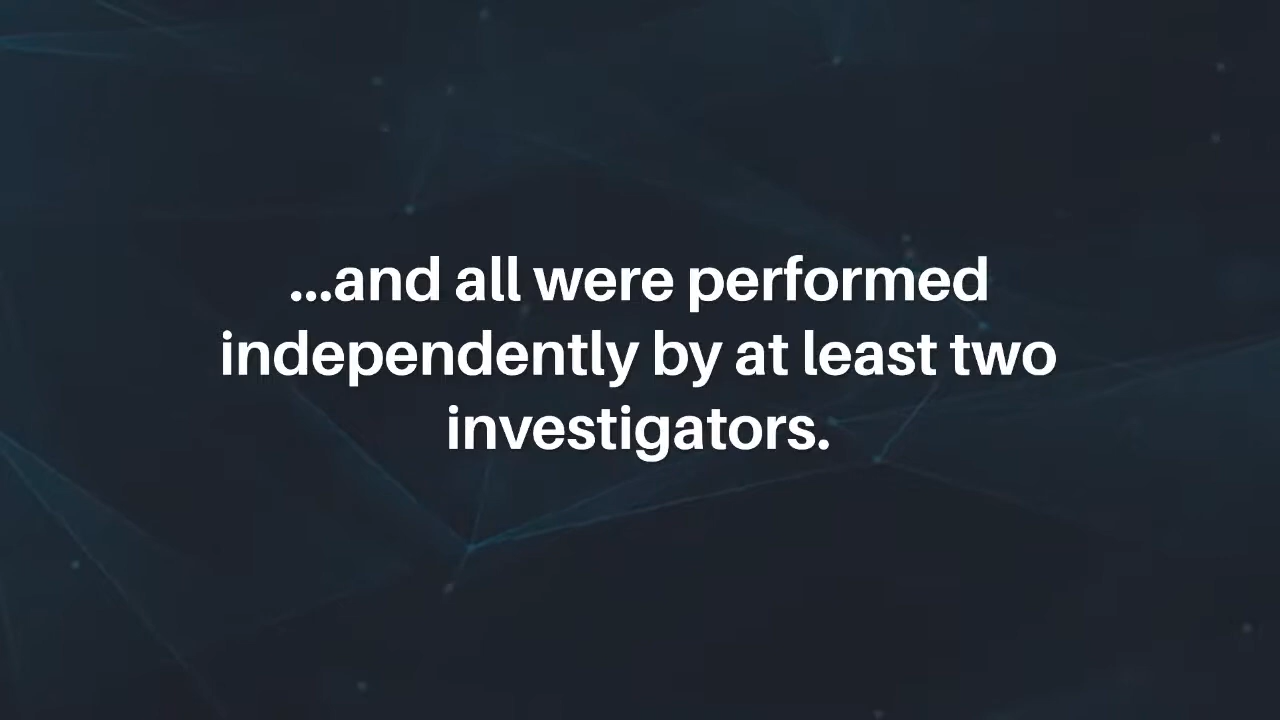 ...and all were performed
independently by at least two
investigators.